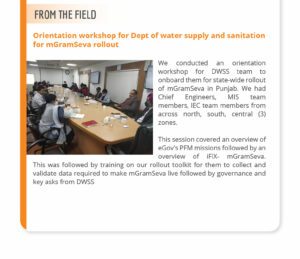 FROM THE FIELD
Orientation workshop for Dept of water supply and sanitation
for mGramSeva rollout
We conducted an orientation
workshop for DWSS team to
onboard them for state-wide rollout
of mGramSeva in Punjab. We had
Chief Engineers, MIS team
members, IEC team members from
across north, south, central (3)
zones.
This session covered an overview of
eGov's PFM missions followed by an
overview of iFIX- mGramSeva.
This was followed by training on our rollout toolkit for them to collect and
validate data required to make mGramSeva live followed by governance and
key asks from DWSS